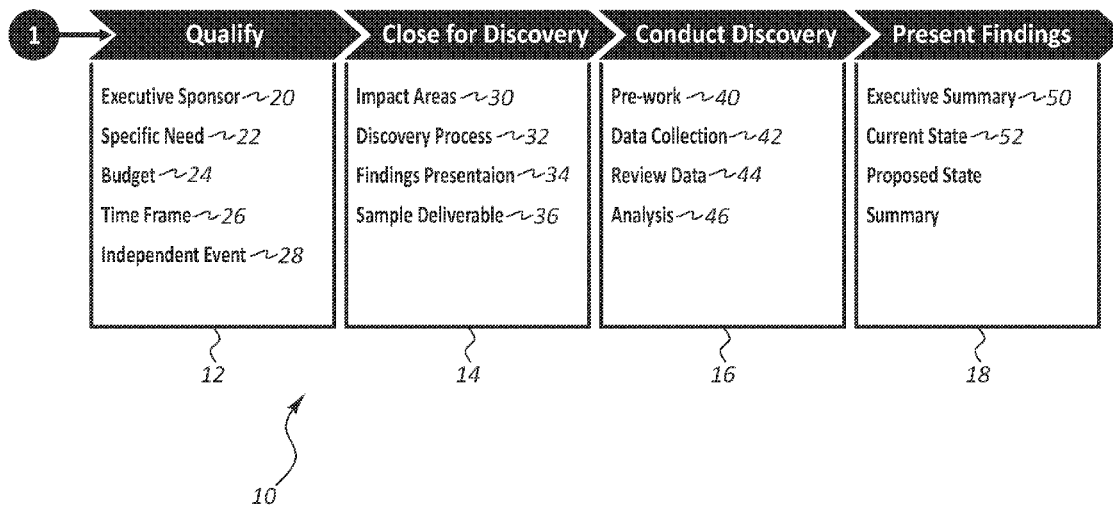 1
Qualify
Close for Discovery
Conduct Discovery
Present Findings
Executive Sponsor 20
Specific Need 22
Budget 24
Time Frame 26
Independent Event 28
Impact Areas 30
Discovery Process 32
Findings Presentaion 34
Sample Deliverable 36
Pre-work 40
Data Collection 42
Review Data 44
Analysis 46
Executive Summary 50
Current State 52
Proposed State
Summary
12
14
16
18
10